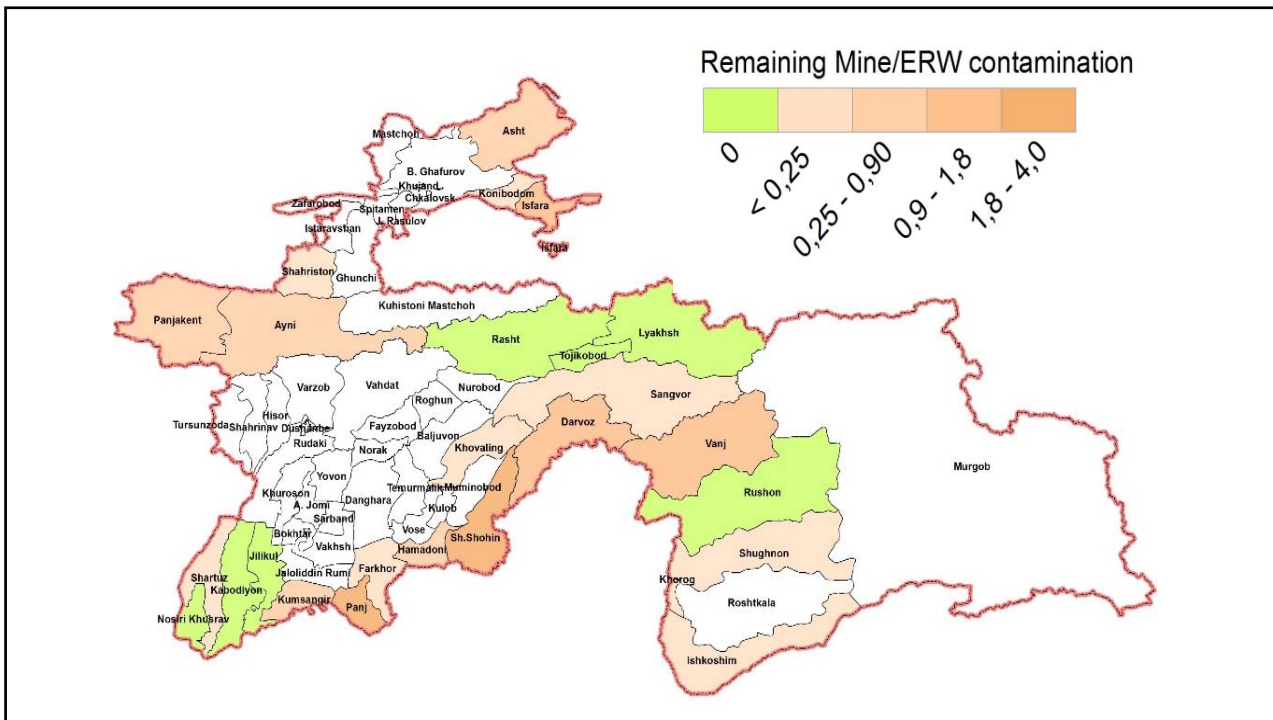 Remaining Mine/ERW contamination
0
< 0,25
0,25 - 0,90
0,9 - 1,8
1,8 - 4,0
Asht
Mastchoh
B. Ghafurov
Khujand
Chkalovsk
Konibodom
Isfara
Zafarobod
Spitamen
J. Rasulov
Istaravshan
Isfara
Shahriston
Ghunchi
Kuhistoni Mastchoh
Panjakent
Ayni
Rasht
Lyakhsh
Tojikobod
Varzob
Vahdat
Nurobod
Sangvor
Roghun
Tursunzoda
Shahrinav
Hisor
Dushanbe
Fayzobod
Darvoz
Rudaki
Baljuvon
Vanj
Norak
Khovaling
Murgob
Yovon
Temurmalik
Muminobod
Rushon
Khuroson
Danghara
A. Jomi
Kulob
Sarband
Bokhtar
Vose
Vakhsh
Sh.Shohin
Hamadoni
Jilikul
Shughnon
Farkhor
Jaloliddin Rumi
Shartuz
Khorog
Kabodiyon
Kumsangir
Panj
Roshtkala
Nosiri Khusrav
Ishkoshim